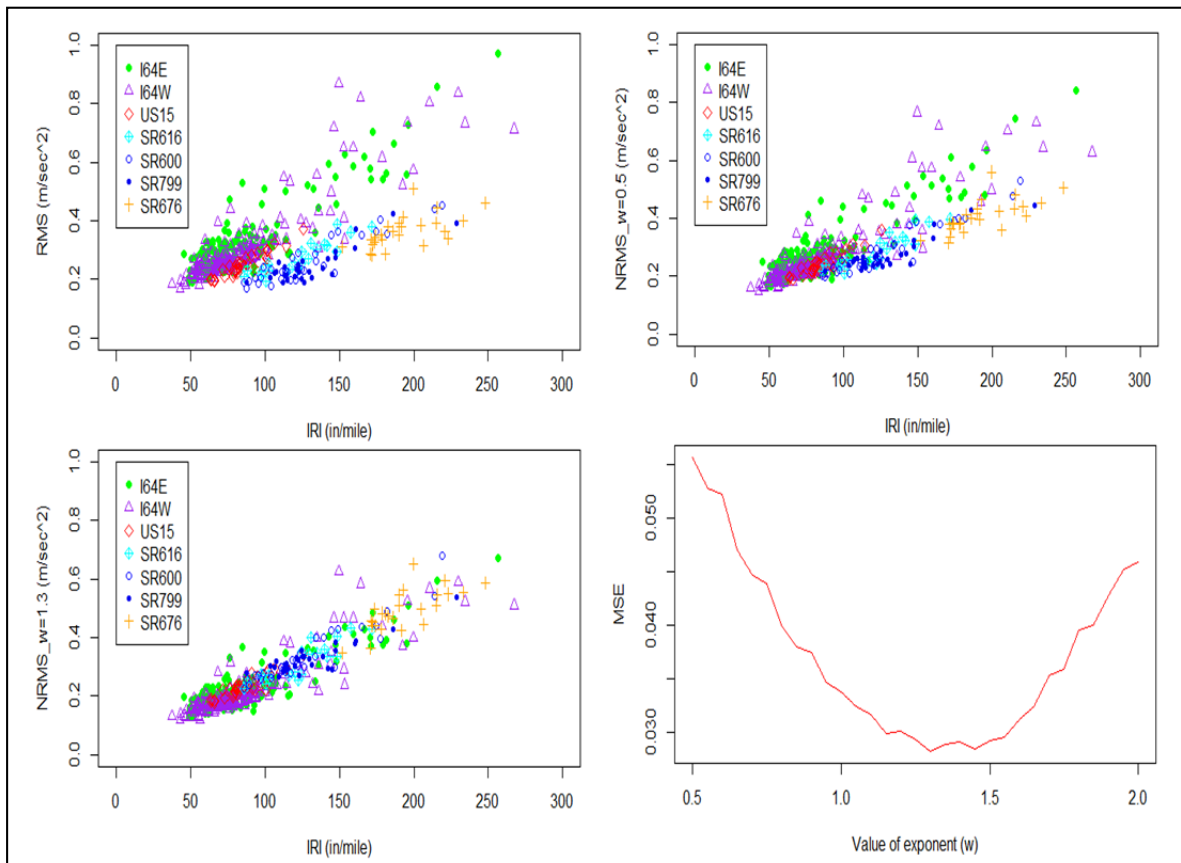 RMS (m/sec^2)
1.0
0.8
0.6
0.4
0.2
0.0
I64E
I64W
US15
SR616
SR600
SR799
SR676
0 50 100 150 200 250 300
IRI (in/mile)
NRMS_w=0.5 (m/sec^2)
1.0
0.8
0.6
0.4
0.2
0.0
I64E
I64W
US15
SR616
SR600
SR799
SR676
0 50 100 150 200 250 300
IRI (in/mile)
NRMS_w=1.3 (m/sec^2)
1.0
0.8
0.6
0.4
0.2
0.0
I64E
I64W
US15
SR616
SR600
SR799
SR676
0 50 100 150 200 250 300
IRI (in/mile)
MSE
0.050
0.040
0.030
0.5 1.0 1.5 2.0
Value of exponent (w)